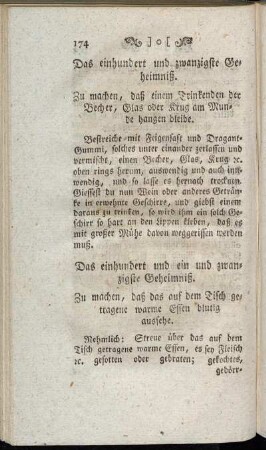 174 ]o[
Das einhundert und zwanzigste Ge-
heimniß.
Zu machen, daß einem Trinkenden der
Becher, Glas oder Krug am Mun-
de hangen bleibe.
Bestreiche mit Feigensaft und Dragant-
Gummi, solches unter einander zerlassen und
vermischt, einen Becher, Glas, Krug ꝛc.
oben rings herum, auswendig und auch inn-
wendig, und so lasse es hernach trockuen.
Giessest du nun Wein oder anderes Geträn-
ke in erwehnte Geschirre, und giebst einem
daraus zu trinken, so wird ihm ein solch Ge-
schirr so hart an den Lippen kleben, daß es
mit großer Mühe davon weggerissen werden
muß.
Das einhundert und ein und zwan-
zigste Geheimniß.
Zu machen, daß das auf dem Tisch ge-
tragene warme Essen blutig
aussehe.
Nehmlich: Streue über das auf dem
Tisch getragene warme Essen, es sey Fleisch
ꝛc. gesotten oder gebraten; gekochtes,
gedörr-